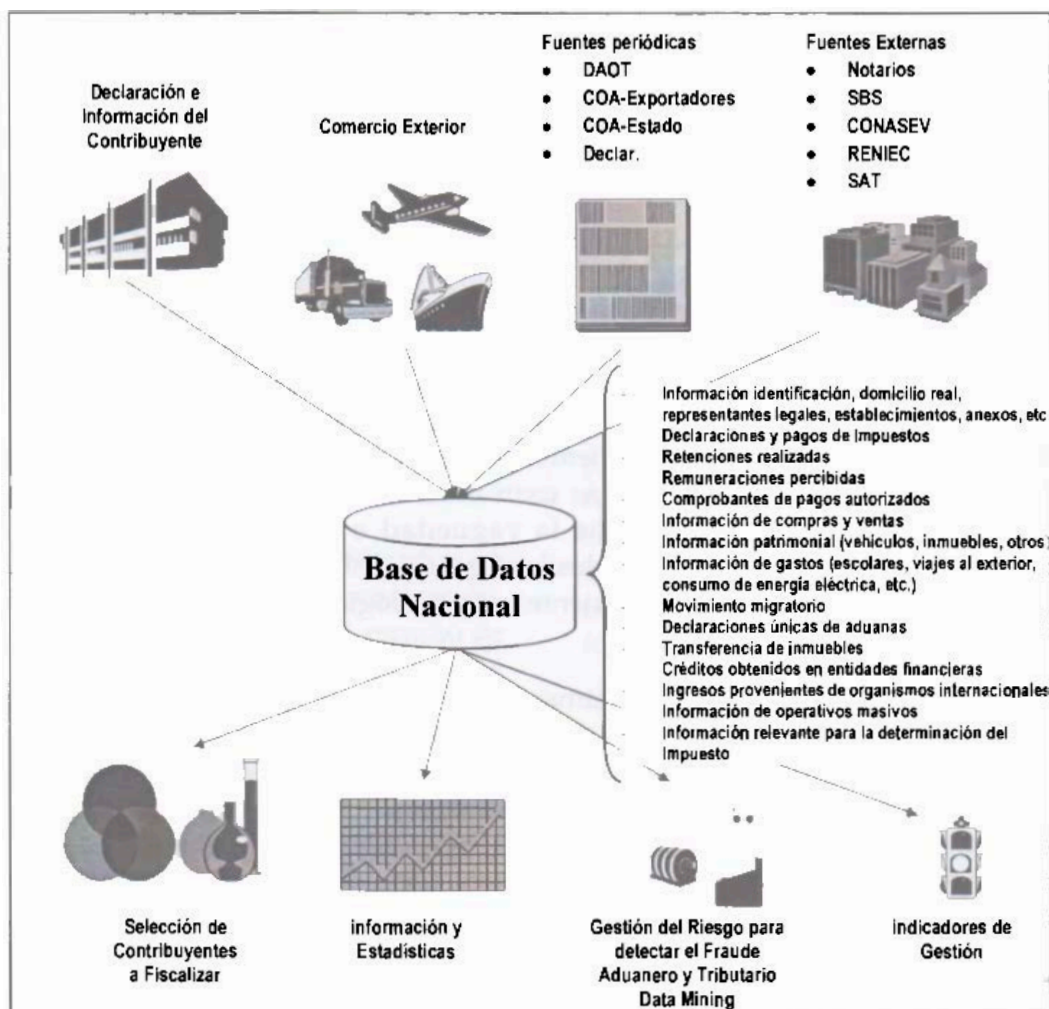 Declaración e
Información del
Contribuyente
Comercio Exterior
Fuentes periódicas
• DAOT
• COA-Exportadores
• COA-Estado
• Declar.
Fuentes Externas
• Notarios
• SBS
• CONASEV
• RENIEC
• SAT
Información identificación, domicilio real,
representantes legales, establecimientos, anexos, etc
Declaraciones y pagos de Impuestos
Retenciones realizadas
Remuneraciones percibidas
Comprobantes de pagos autorizados
Información de compras y ventas
Información patrimonial (vehículos, inmuebles, otros)
Información de gastos (escolares, viajes al exterior,
consumo de energía eléctrica, etc.)
Movimiento migratorio
Declaraciones únicas de aduanas
Transferencia de inmuebles
Créditos obtenidos en entidades financieras
Ingresos provenientes de organismos internacionales
Información de operativos masivos
Información relevante para la determinación del
Impuesto
Base de Datos
Nacional
Selección de
Contribuyentes
a Fiscalizar
información y
Estadísticas
Gestión del Riesgo para
detectar el Fraude
Aduanero y Tributario
Data Mining
indicadores de
Gestión